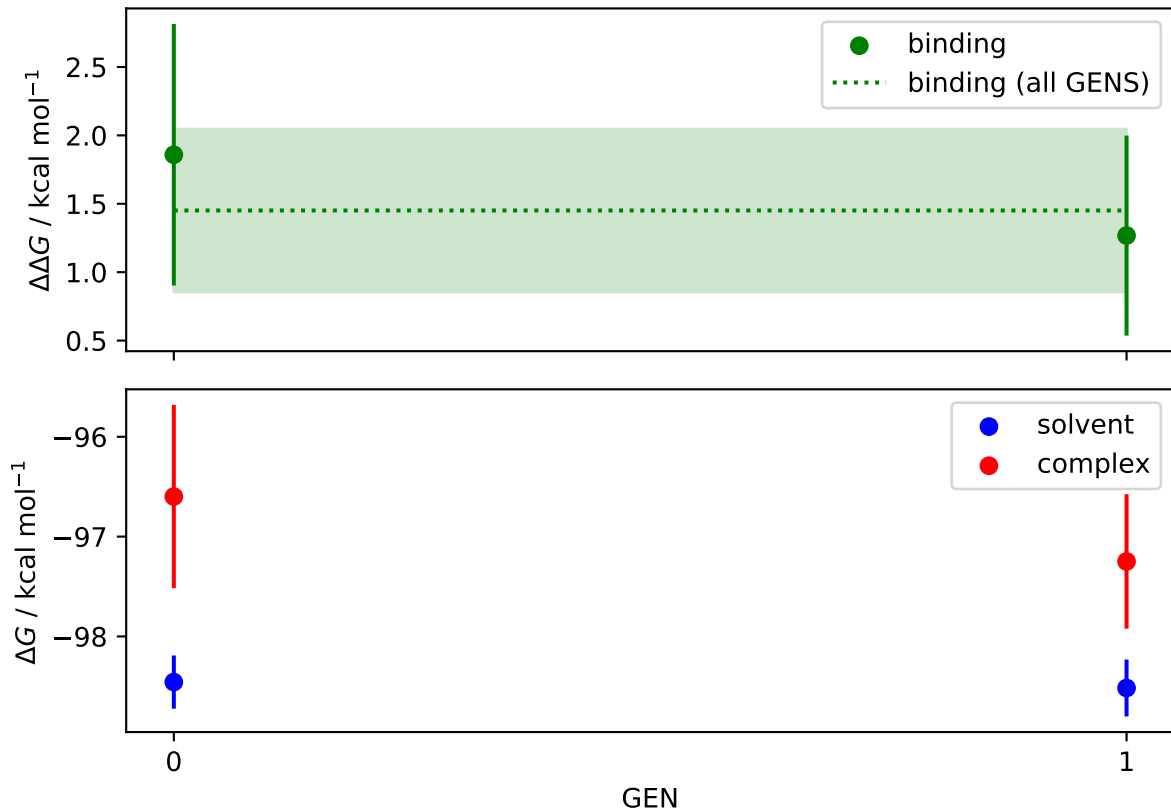 ΔΔG / kcal mol⁻¹
2.5
2.0
1.5
1.0
0.5
binding
binding (all GENS)
ΔG / kcal mol⁻¹
−96
−97
−98
solvent
complex
0
1
GEN